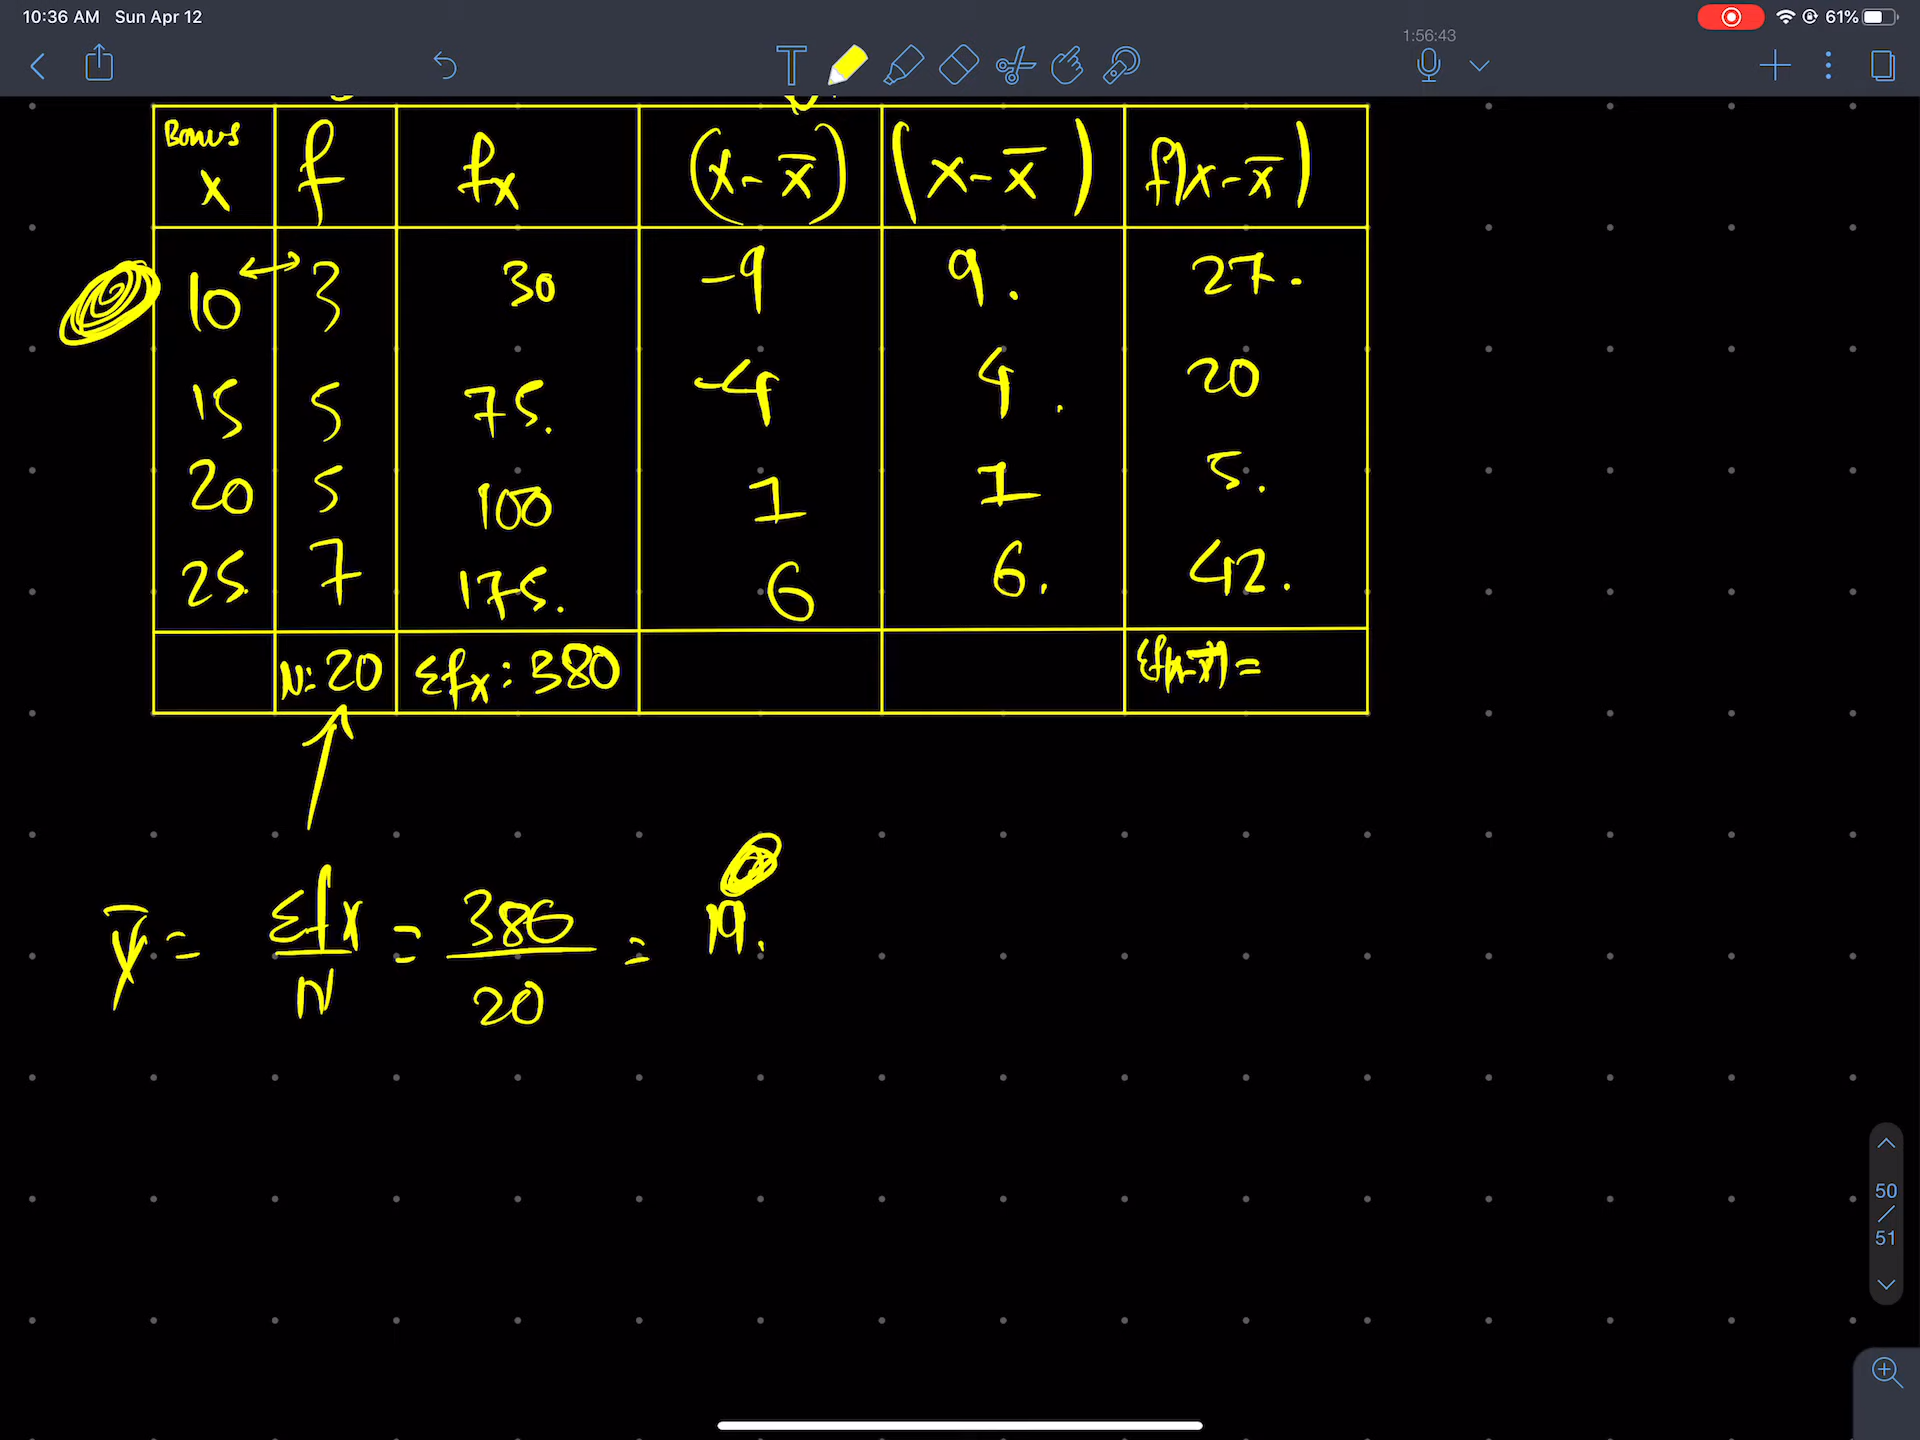 10:36 AM Sun Apr 12
61%
1:56:43
T
Bonus x f fx (x-x̄) |x-x̄| f|x-x̄|
10 ↔ 3 30 -9 9. 27.
15 5 75. -4 4. 20
20 5 100 1 1 5.
25. 7 175. 6 6. 42.
N: 20 Σfx: 380 Σf|x-x̄| =
x̄ = Σfx/N = 380/20 = 19.
50
/
51